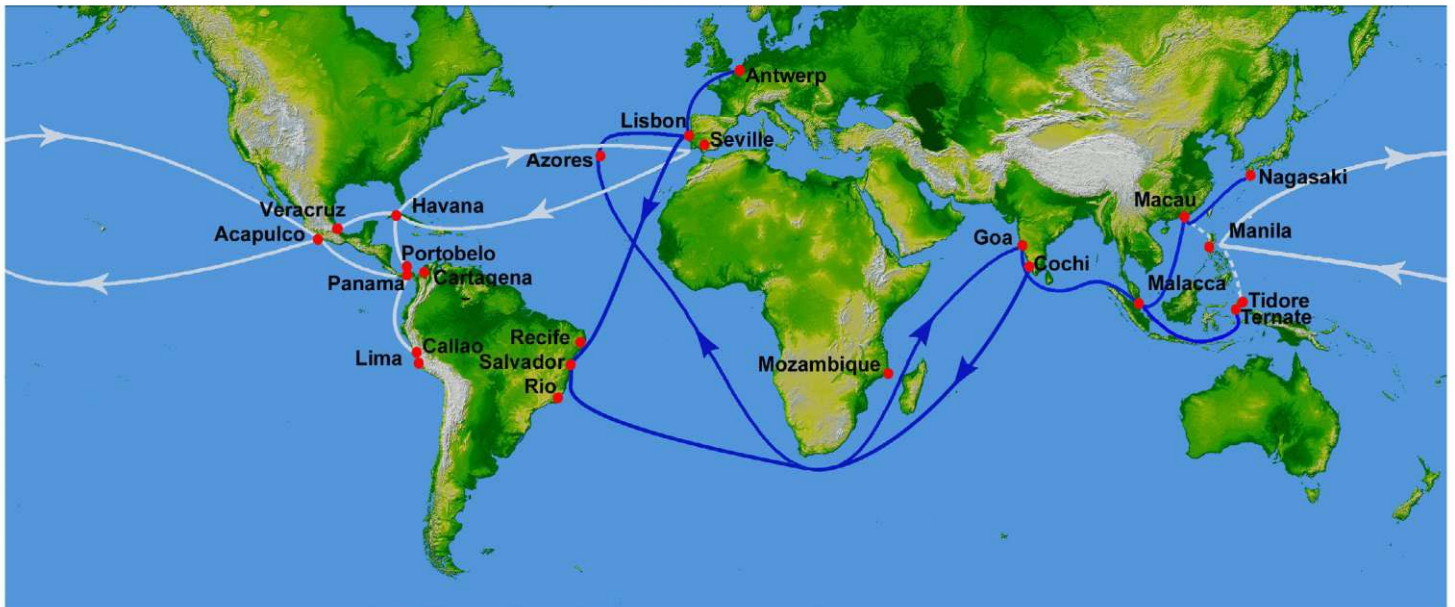 Antwerp
Lisbon
Seville
Azores
Nagasaki
Veracruz
Havana
Macau
Acapulco
Manila
Goa
Portobelo
Cochi
Panama
Cartagena
Malacca
Tidore
Ternate
Recife
Callao
Lima
Salvador
Mozambique
Rio